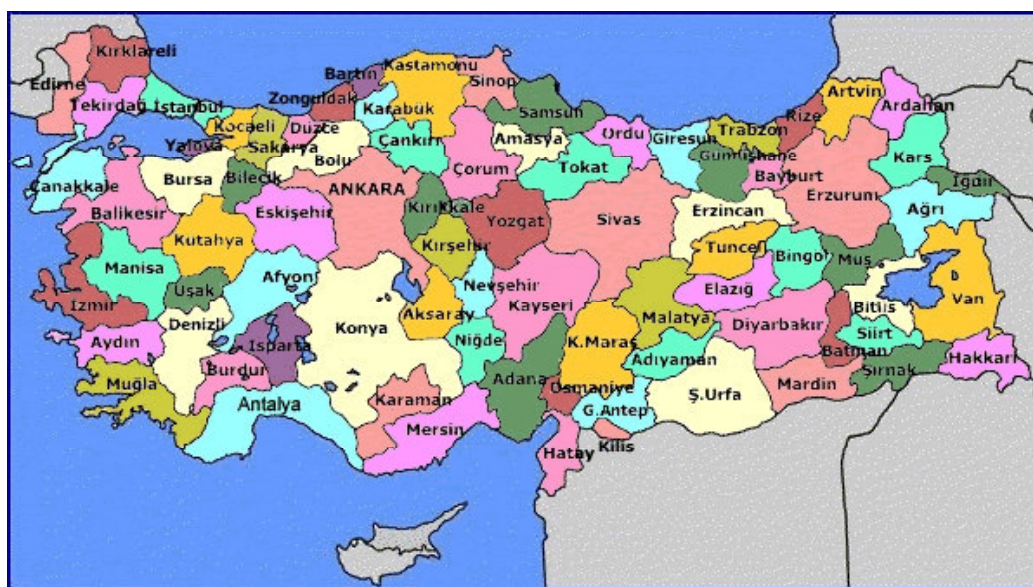 Kırklareli
Edirne
Tekirdağ
İstanbul
Kocaeli
Yalova
Sakarya
Düzce
Zonguldak
Bartın
Karabük
Kastamonu
Sinop
Samsun
Bolu
Çankırı
Çorum
Amasya
Tokat
Ordu
Giresun
Trabzon
Gümüşhane
Rize
Bayburt
Artvin
Ardahan
Kars
Iğdır
Ağrı
Erzurum
Erzincan
Çanakkale
Balikesir
Bursa
Bilecik
Eskişehir
ANKARA
Kırıkkale
Kırşehir
Yozgat
Sivas
Kutahya
Manisa
İzmir
Uşak
Afyon
Aydın
Denizli
Muğla
Burdur
Isparta
Antalya
Konya
Karaman
Aksaray
Nevşehir
Niğde
Kayseri
Mersin
Adana
K.Maraş
Osmaniye
Hatay
G.Antep
Kilis
Adıyaman
Malatya
Elazığ
Tunceli
Bingöl
Muş
Bitlis
b
Van
Diyarbakır
Batman
Siirt
Ş.Urfa
Mardin
Şırnak
Hakkari